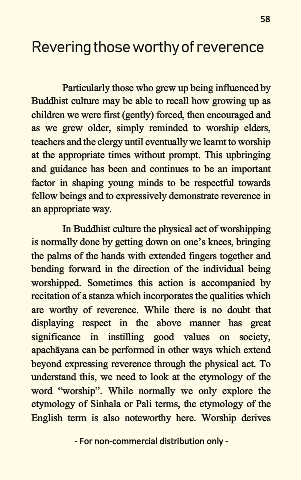 58
Revering those worthy of reverence
Particularly those who grew up being influenced by
Buddhist culture may be able to recall how growing up as
children we were first (gently) forced, then encouraged and
as we grew older, simply reminded to worship elders,
teachers and the clergy until eventually we learnt to worship
at the appropriate times without prompt. This upbringing
and guidance has been and continues to be an important
factor in shaping young minds to be respectful towards
fellow beings and to expressively demonstrate reverence in
an appropriate way.
In Buddhist culture the physical act of worshipping
is normally done by getting down on one's knees, bringing
the palms of the hands with extended fingers together and
bending forward in the direction of the individual being
worshipped. Sometimes this action is accompanied by
recitation of a stanza which incorporates the qualities which
are worthy of reverence. While there is no doubt that
displaying respect in the above manner has great
significance in instilling good values on society,
apachāyana can be performed in other ways which extend
beyond expressing reverence through the physical act. To
understand this, we need to look at the etymology of the
word “worship”. While normally we only explore the
etymology of Sinhala or Pali terms, the etymology of the
English term is also noteworthy here. Worship derives
- For non-commercial distribution only -